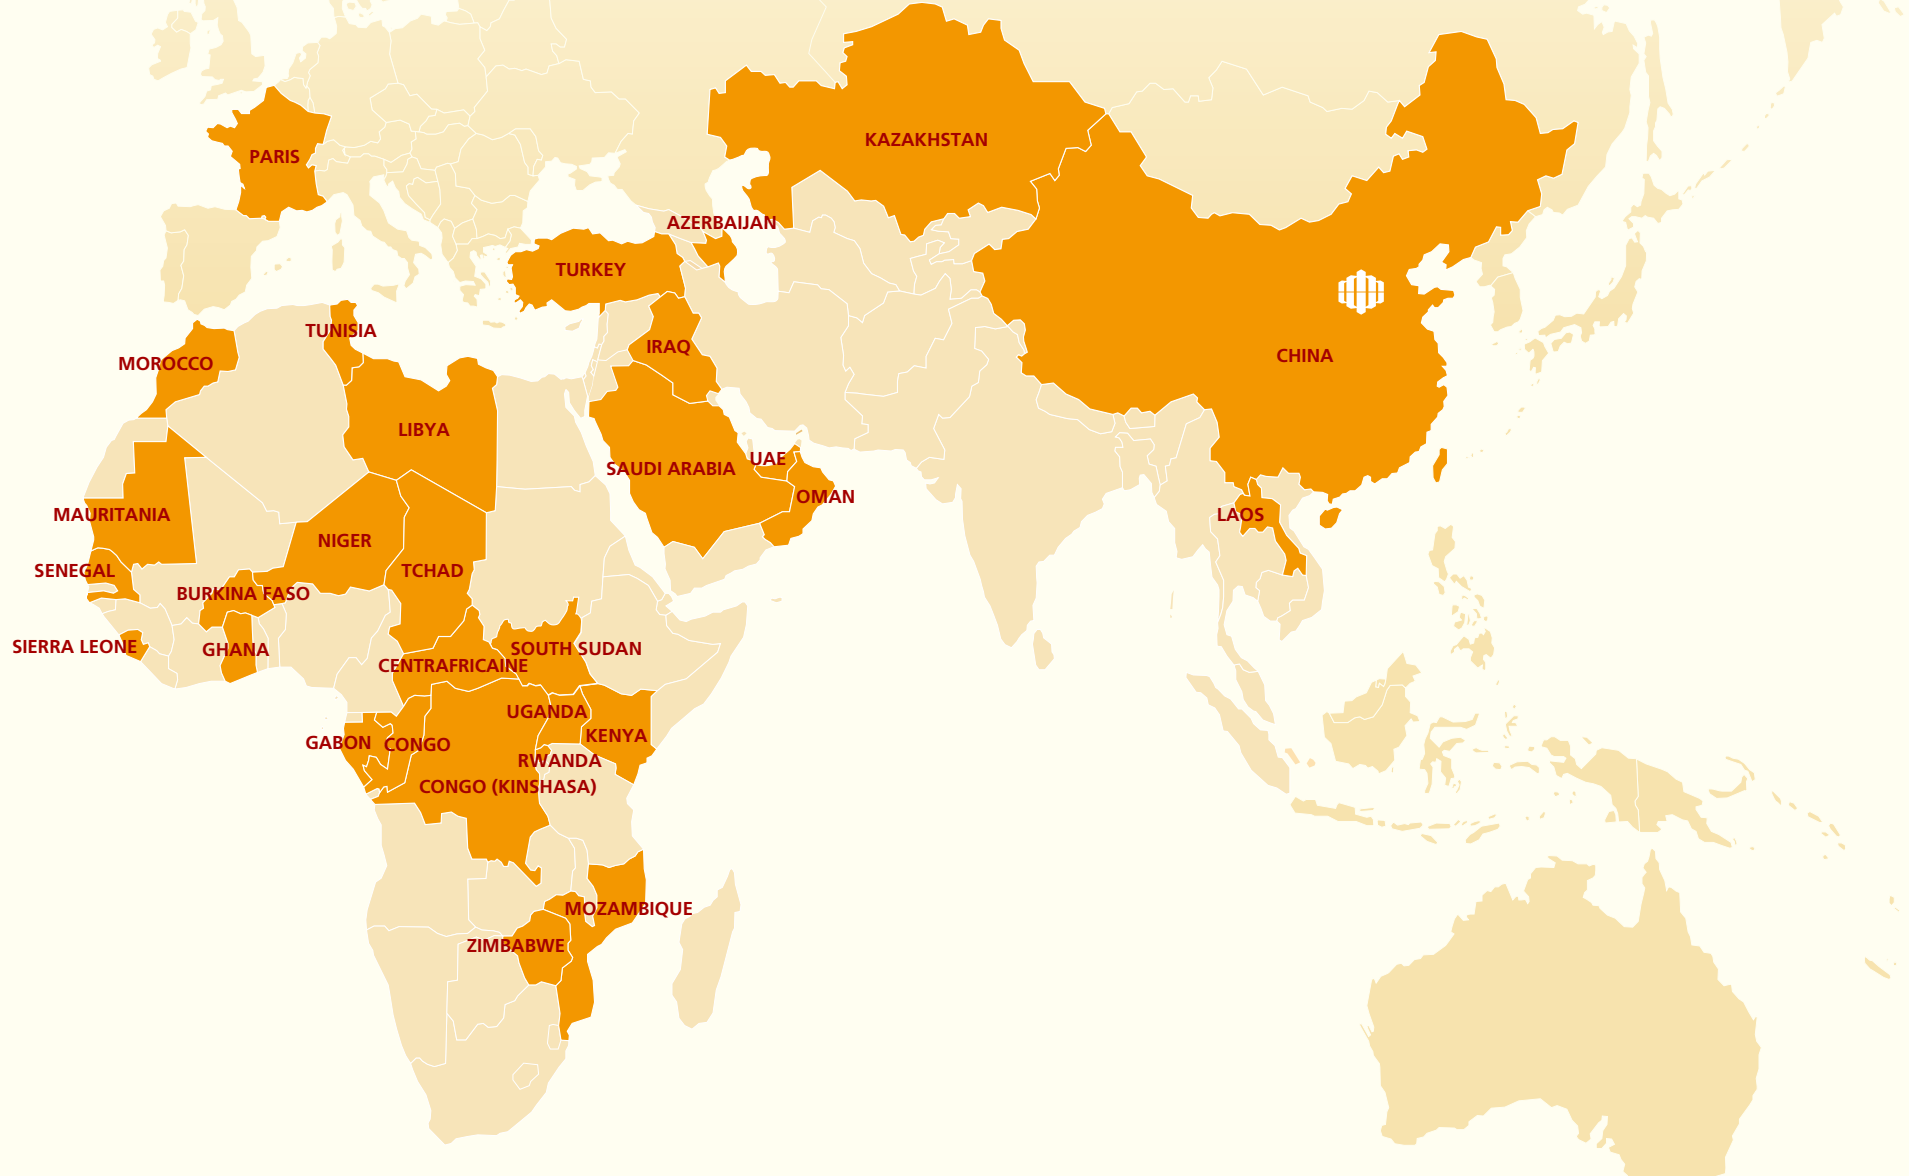 KAZAKHSTAN
PARIS
AZERBAIJAN
TURKEY
TUNISIA
IRAQ
CHINA
MOROCCO
LIBYA
UAE
SAUDI ARABIA
OMAN
MAURITANIA
LAOS
NIGER
SENEGAL
TCHAD
BURKINA FASO
SIERRA LEONE
GHANA
SOUTH SUDAN
CENTRAFRICAINE
UGANDA
KENYA
GABON
CONGO
RWANDA
CONGO (KINSHASA)
MOZAMBIQUE
ZIMBABWE